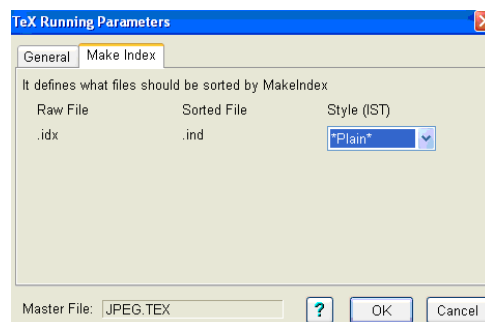 TeX Running Parameters
General Make Index
It defines what files should be sorted by MakeIndex
Raw File Sorted File Style (IST)
.idx .ind *Plain*
Master File: JPEG.TEX ? OK Cancel